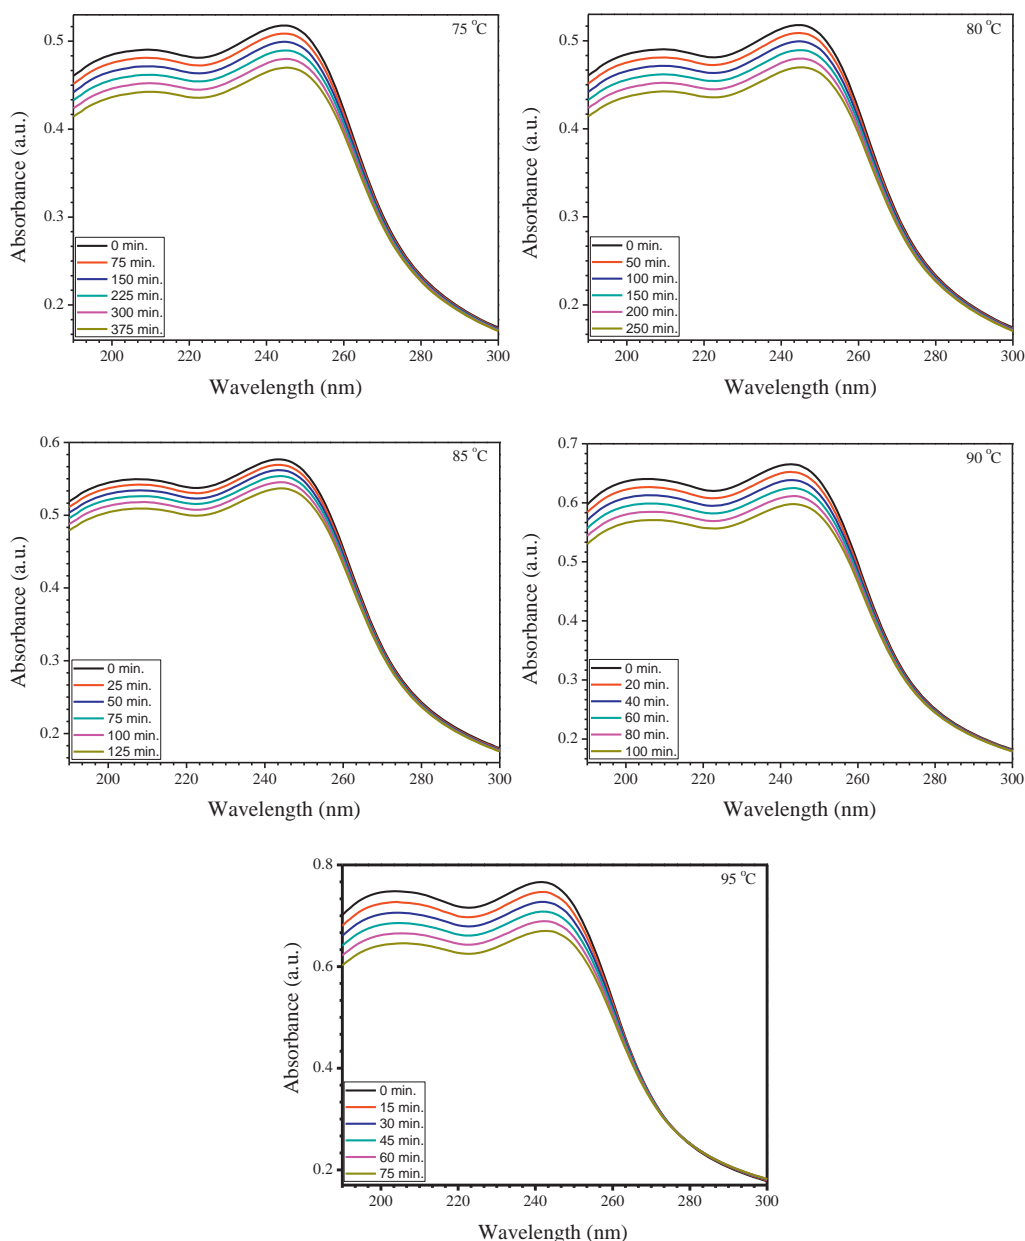 75 °C
Absorbance (a.u.)
0.5
0.4
0.3
0.2
0 min.
75 min.
150 min.
225 min.
300 min.
375 min.
200 220 240 260 280 300
Wavelength (nm)
80 °C
Absorbance (a.u.)
0.5
0.4
0.3
0.2
0 min.
50 min.
100 min.
150 min.
200 min.
250 min.
200 220 240 260 280 300
Wavelength (nm)
85 °C
Absorbance (a.u.)
0.6
0.5
0.4
0.3
0.2
0 min.
25 min.
50 min.
75 min.
100 min.
125 min.
200 220 240 260 280 300
Wavelength (nm)
90 °C
Absorbance (a.u.)
0.7
0.6
0.5
0.4
0.3
0.2
0 min.
20 min.
40 min.
60 min.
80 min.
100 min.
200 220 240 260 280 300
Wavelength (nm)
95 °C
Absorbance (a.u.)
0.8
0.6
0.4
0.2
0 min.
15 min.
30 min.
45 min.
60 min.
75 min.
200 220 240 260 280 300
Wavelength (nm)